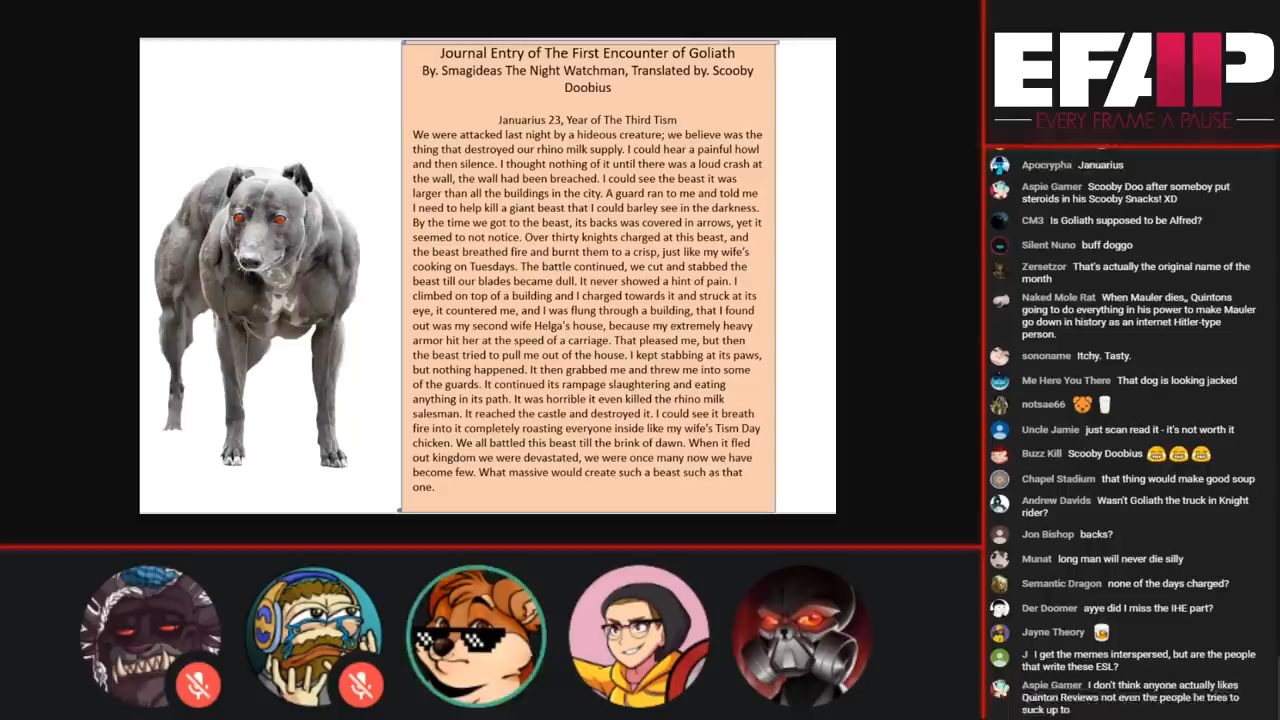 Journal Entry of The First Encounter of Goliath
By. Smagideas The Night Watchman, Translated by. Scooby
Doobius
Januarius 23, Year of The Third Tism
We were attacked last night by a hideous creature; we believe was the
thing that destroyed our rhino milk supply. I could hear a painful howl
and then silence. I thought nothing of it until there was a loud crash at
the wall, the wall had been breached. I could see the beast it was
larger than all the buildings in the city. A guard ran to me and told me
I need to help kill a giant beast that I could barley see in the darkness.
By the time we got to the beast, its backs was covered in arrows, yet it
seemed to not notice. Over thirty knights charged at this beast, and
the beast breathed fire and burnt them to a crisp, just like my wife's
cooking on Tuesdays. The battle continued, we cut and stabbed the
beast till our blades became dull. It never showed a hint of pain. I
climbed on top of a building and I charged towards it and struck at its
eye, it countered me, and I was flung through a building, that I found
out was my second wife Helga's house, because my extremely heavy
armor hit her at the speed of a carriage. That pleased me, but then
the beast tried to pull me out of the house. I kept stabbing at its paws,
but nothing happened. It then grabbed me and threw me into some
of the guards. It continued its rampage slaughtering and eating
anything in its path. It was horrible it even killed the rhino milk
salesman. It reached the castle and destroyed it. I could see it breath
fire into it completely roasting everyone inside like my wife's Tism Day
chicken. We all battled this beast till the brink of dawn. When it fled
out kingdom we were devastated, we were once many now we have
become few. What massive would create such a beast such as that
one.
EFAP
EVERY FRAME A PAUSE
Apocrypha Januarius
Aspie Gamer Scooby Doo after someboy put
steroids in his Scooby Snacks! XD
CM3 Is Goliath supposed to be Alfred?
Silent Nuno buff doggo
Zersetzor That's actually the original name of the
month
Naked Mole Rat When Mauler dies,, Quintons
going to do everything in his power to make Mauler
go down in history as an internet Hitler-type
person.
sononame Itchy. Tasty.
Me Here You There That dog is looking jacked
notsae66
Uncle Jamie just scan read it - it's not worth it
Buzz Kill Scooby Doobius
Chapel Stadium that thing would make good soup
Andrew Davids Wasn't Goliath the truck in Knight
rider?
Jon Bishop backs?
Munat long man will never die silly
Semantic Dragon none of the days charged?
Der Doomer ayye did I miss the IHE part?
Jayne Theory
J I get the memes interspersed, but are the people
that write these ESL?
Aspie Gamer I don't think anyone actually likes
Quinton Reviews not even the people he tries to
suck up to